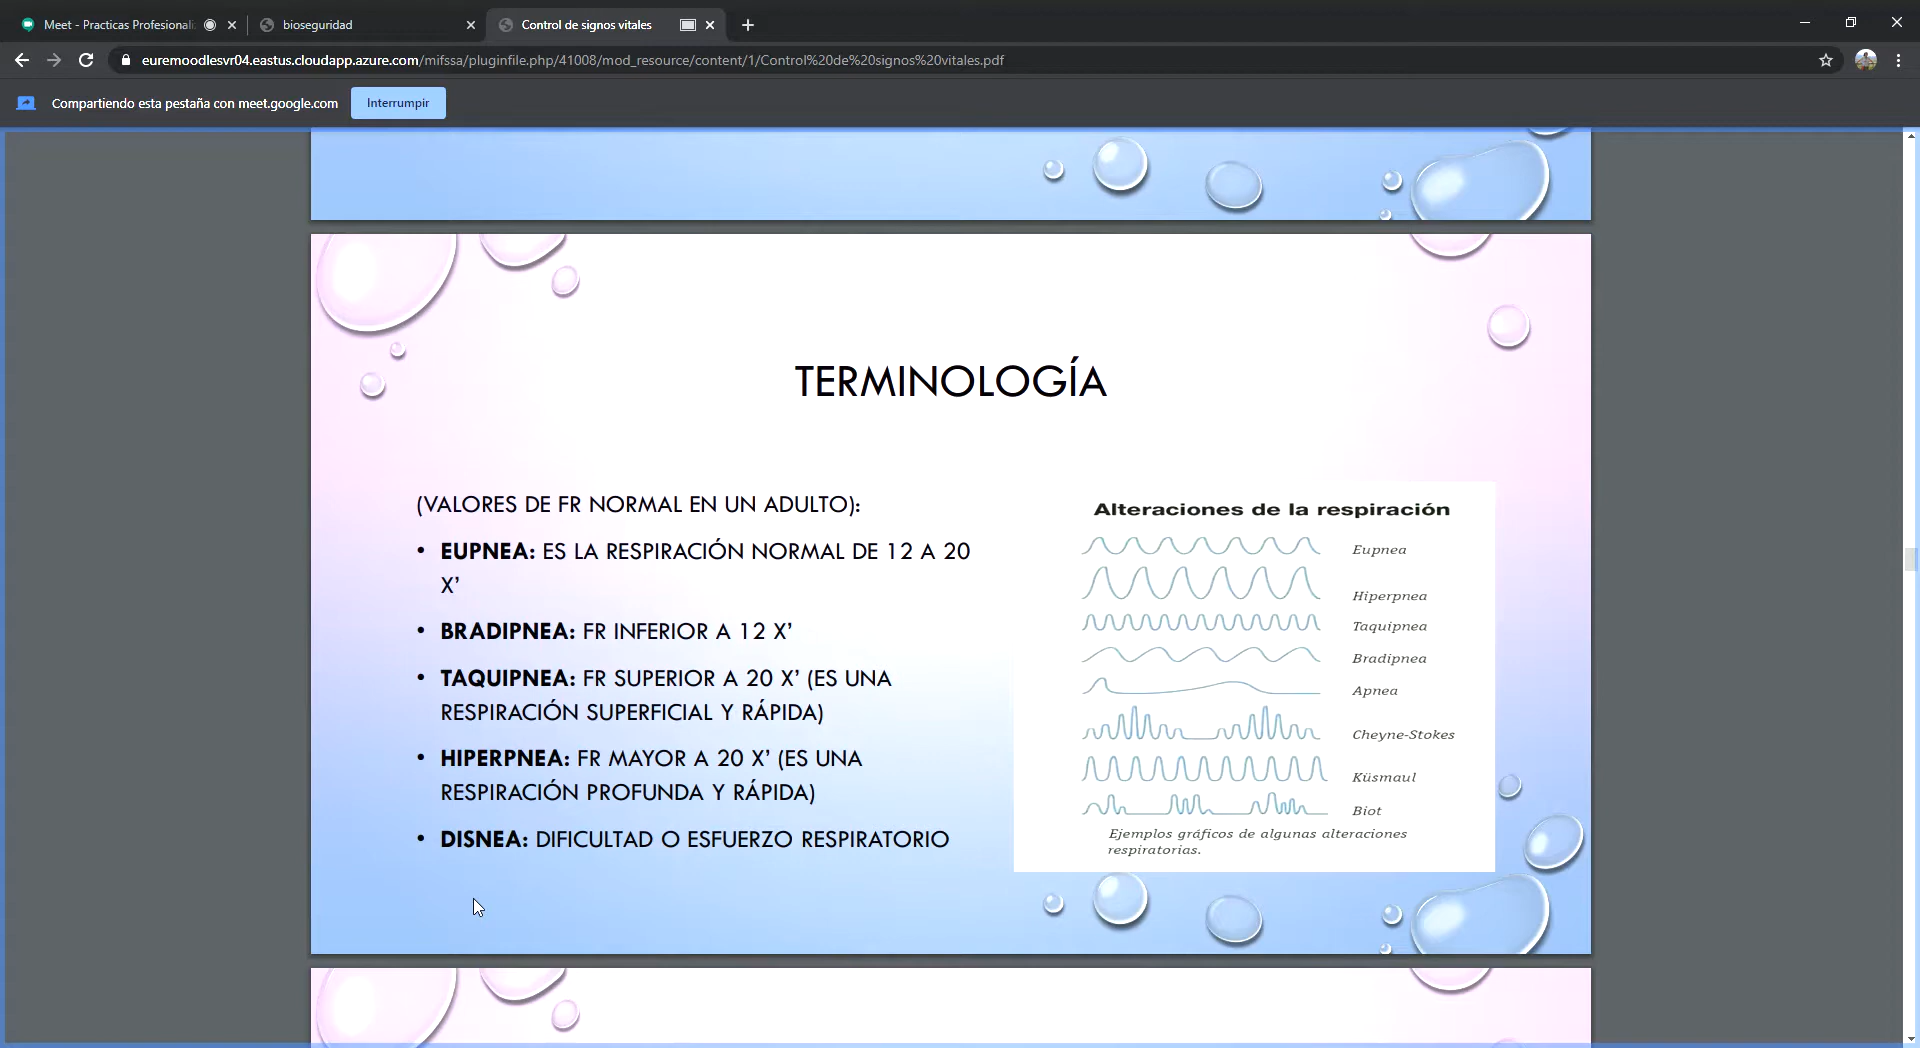 Meet - Practicas Profesionali
bioseguridad
Control de signos vitales
euremoodlesvr04.eastus.cloudapp.azure.com/mifssa/pluginfile.php/41008/mod_resource/content/1/Control%20de%20signos%20vitales.pdf
Compartiendo esta pestaña con meet.google.com
Interrumpir
TERMINOLOGÍA
(VALORES DE FR NORMAL EN UN ADULTO):
• EUPNEA: ES LA RESPIRACIÓN NORMAL DE 12 A 20
X’
• BRADIPNEA: FR INFERIOR A 12 X’
• TAQUIPNEA: FR SUPERIOR A 20 X’ (ES UNA
RESPIRACIÓN SUPERFICIAL Y RÁPIDA)
• HIPERPNEA: FR MAYOR A 20 X’ (ES UNA
RESPIRACIÓN PROFUNDA Y RÁPIDA)
• DISNEA: DIFICULTAD O ESFUERZO RESPIRATORIO
Alteraciones de la respiración
Eupnea
Hiperpnea
Taquipnea
Bradipnea
Apnea
Cheyne-Stokes
Küsmaul
Biot
Ejemplos gráficos de algunas alteraciones
respiratorias.